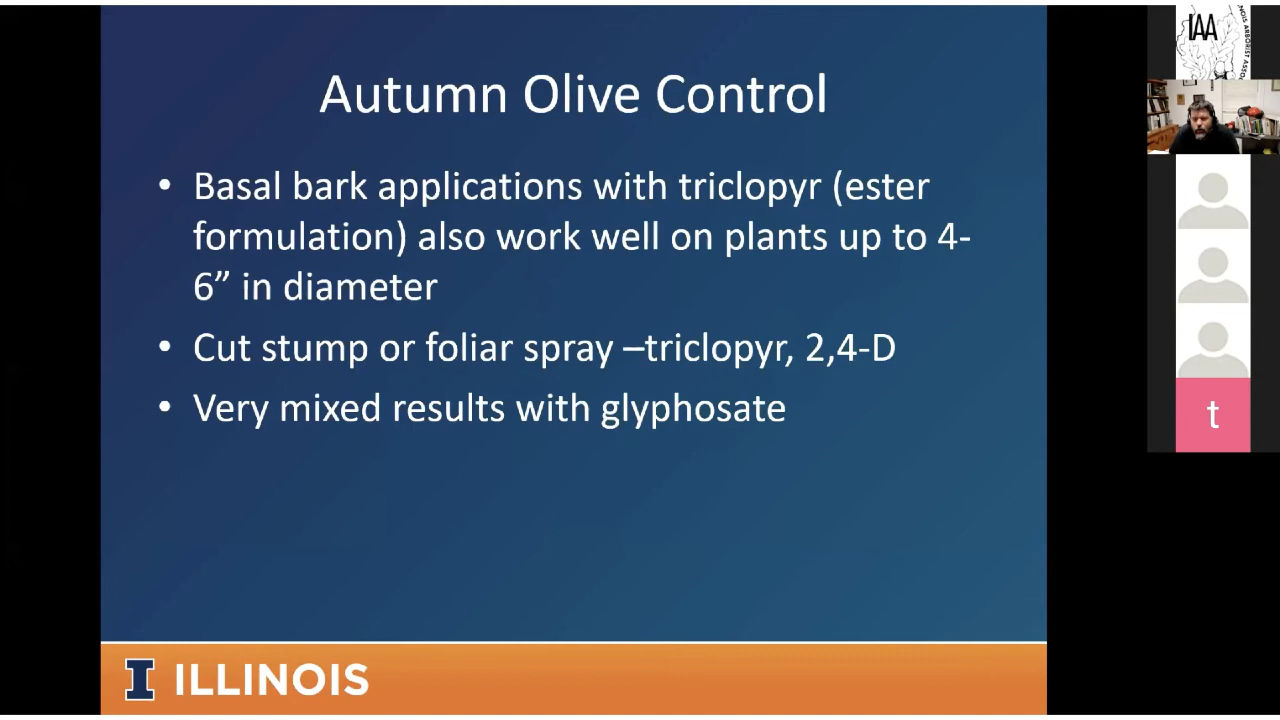 Autumn Olive Control
• Basal bark applications with triclopyr (ester
formulation) also work well on plants up to 4-
6” in diameter
• Cut stump or foliar spray –triclopyr, 2,4-D
• Very mixed results with glyphosate
I ILLINOIS
IAA
t